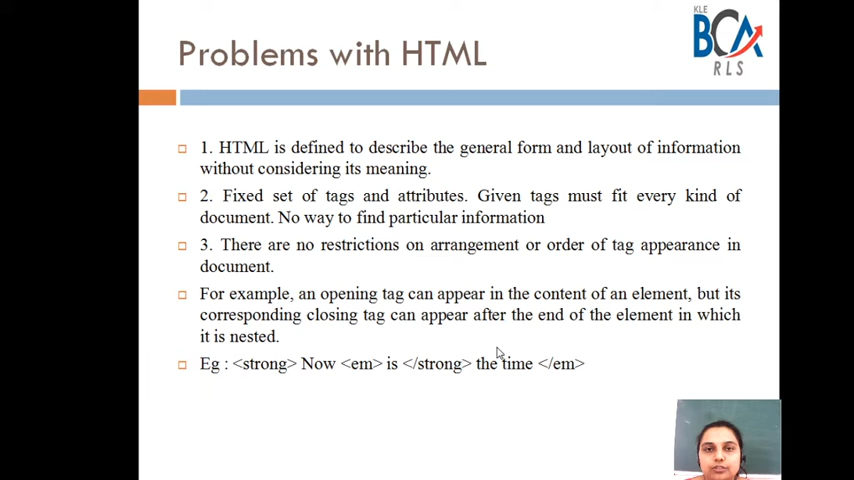 KLE
BCA
RLS
Problems with HTML
1. HTML is defined to describe the general form and layout of information
without considering its meaning.
2. Fixed set of tags and attributes. Given tags must fit every kind of
document. No way to find particular information
3. There are no restrictions on arrangement or order of tag appearance in
document.
For example, an opening tag can appear in the content of an element, but its
corresponding closing tag can appear after the end of the element in which
it is nested.
Eg : <strong> Now <em> is </strong> the time </em>